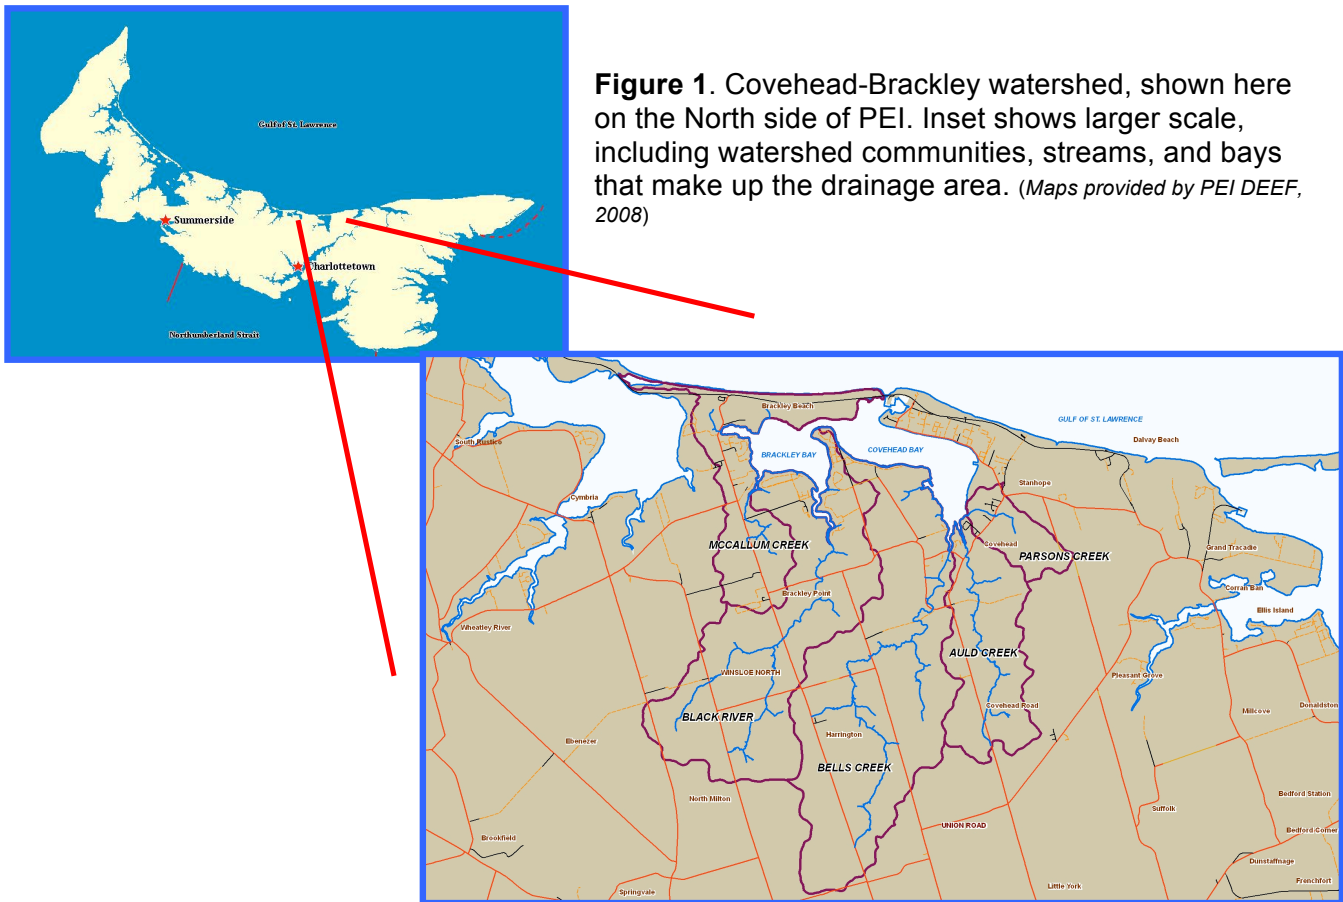 Gulf of St. Lawrence
Summerside
Charlottetown
Northumberland Strait
Figure 1. Covehead-Brackley watershed, shown here
on the North side of PEI. Inset shows larger scale,
including watershed communities, streams, and bays
that make up the drainage area. (Maps provided by PEI DEEF,
2008)
Brackley Beach
GULF OF ST. LAWRENCE
Dalvay Beach
South Rustico
BRACKLEY BAY
COVEHEAD BAY
Stanhope
Cymbria
MCCALLUM CREEK
Covehead
PARSONS CREEK
Grand Tracadie
Corran Ban
Brackley Point
Ellis Island
Wheatley River
AULD CREEK
WINSLOE NORTH
Pleasant Grove
BLACK RIVER
Covehead Road
Millcove
Donaldston
Ebenezer
Harrington
BELLS CREEK
North Milton
Bedford Station
Suffolk
UNION ROAD
Bedford Corner
Brookfield
Dunstaffnage
Springvale
Little York
Frenchfort